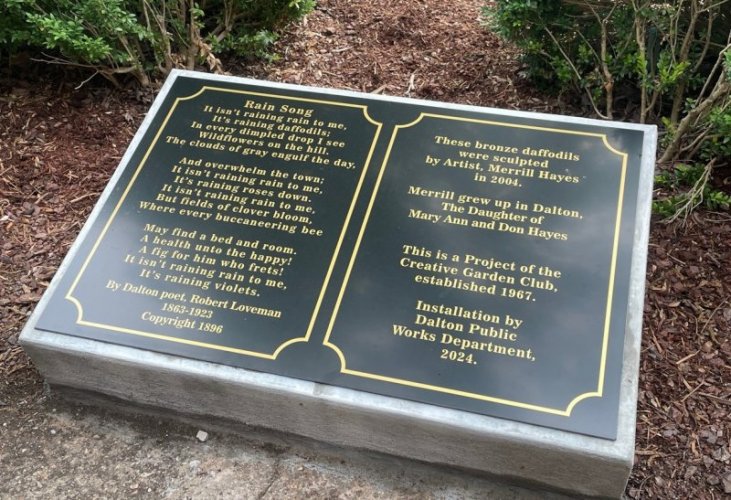 Rain Song
It isn't raining rain to me,
It's raining daffodils;
In every dimpled drop I see
Wildflowers on the hill.
The clouds of gray engulf the day,
And overwhelm the town;
It isn't raining rain to me,
It's raining roses down.
It isn't raining rain to me,
But fields of clover bloom,
Where every buccaneering bee
May find a bed and room.
A health unto the happy!
A fig for him who frets!
It isn't raining rain to me,
It's raining violets.
By Dalton poet, Robert Loveman
1863-1923
Copyright 1896
These bronze daffodils
were sculpted
by Artist, Merrill Hayes
in 2004.
Merrill grew up in Dalton,
The Daughter of
Mary Ann and Don Hayes
This is a Project of the
Creative Garden Club,
established 1967.
Installation by
Dalton Public
Works Department,
2024.